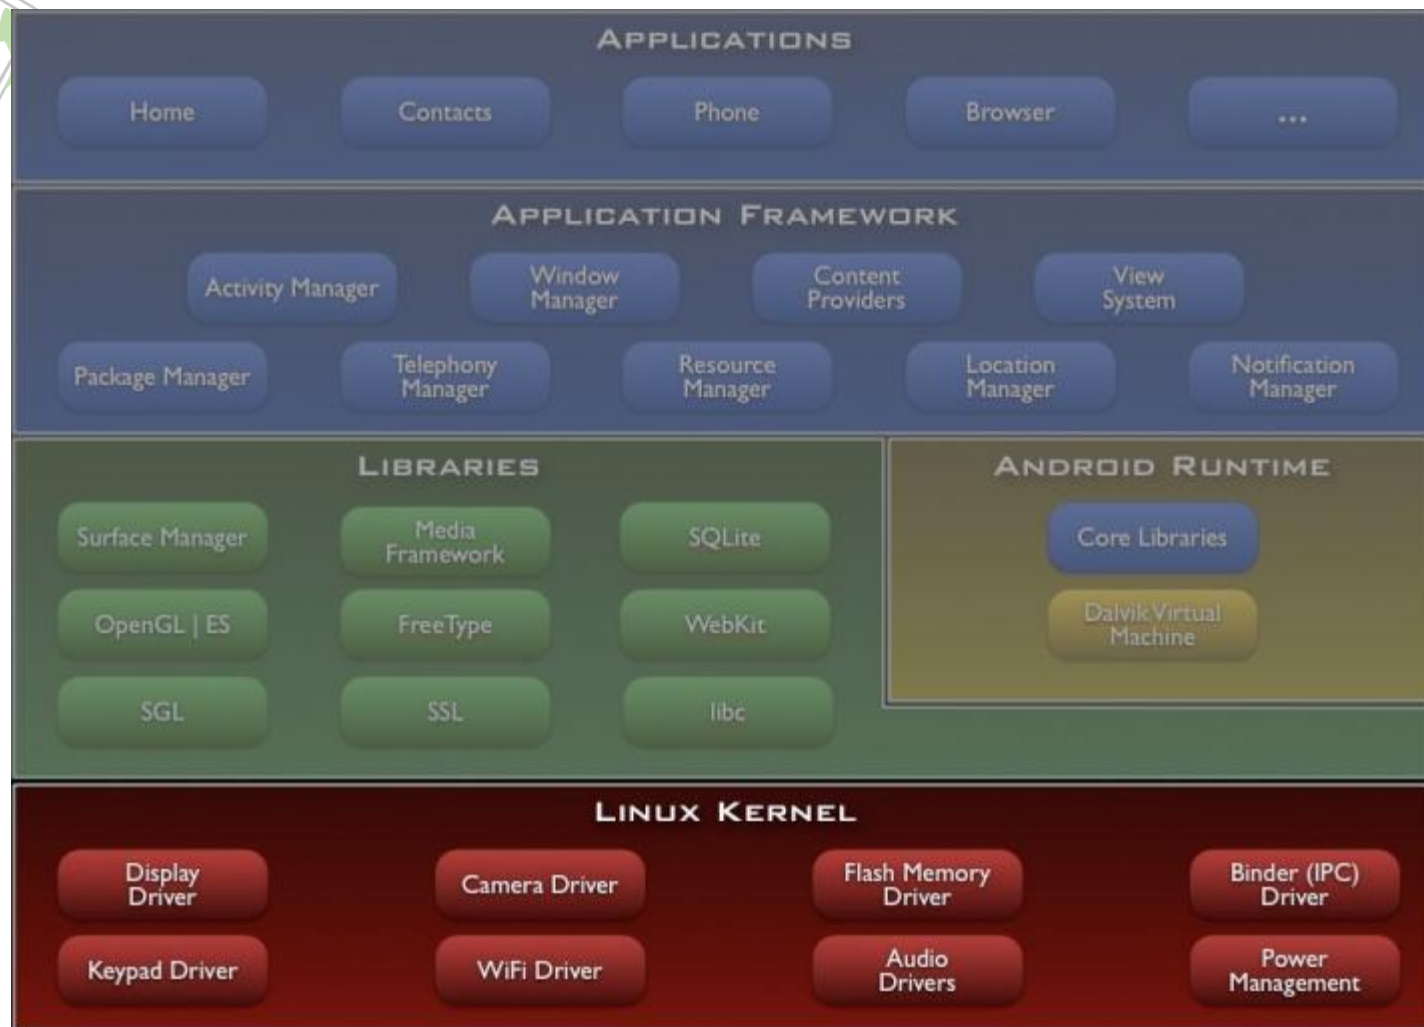 APPLICATIONS
Home
Contacts
Phone
Browser
...
APPLICATION FRAMEWORK
Activity Manager
Window
Manager
Content
Providers
View
System
Package Manager
Telephony
Manager
Resource
Manager
Location
Manager
Notification
Manager
LIBRARIES
Surface Manager
Media
Framework
SQLite
OpenGL | ES
FreeType
WebKit
SGL
SSL
libc
ANDROID RUNTIME
Core Libraries
Dalvik Virtual
Machine
LINUX KERNEL
Display
Driver
Camera Driver
Flash Memory
Driver
Binder (IPC)
Driver
Keypad Driver
WiFi Driver
Audio
Drivers
Power
Management